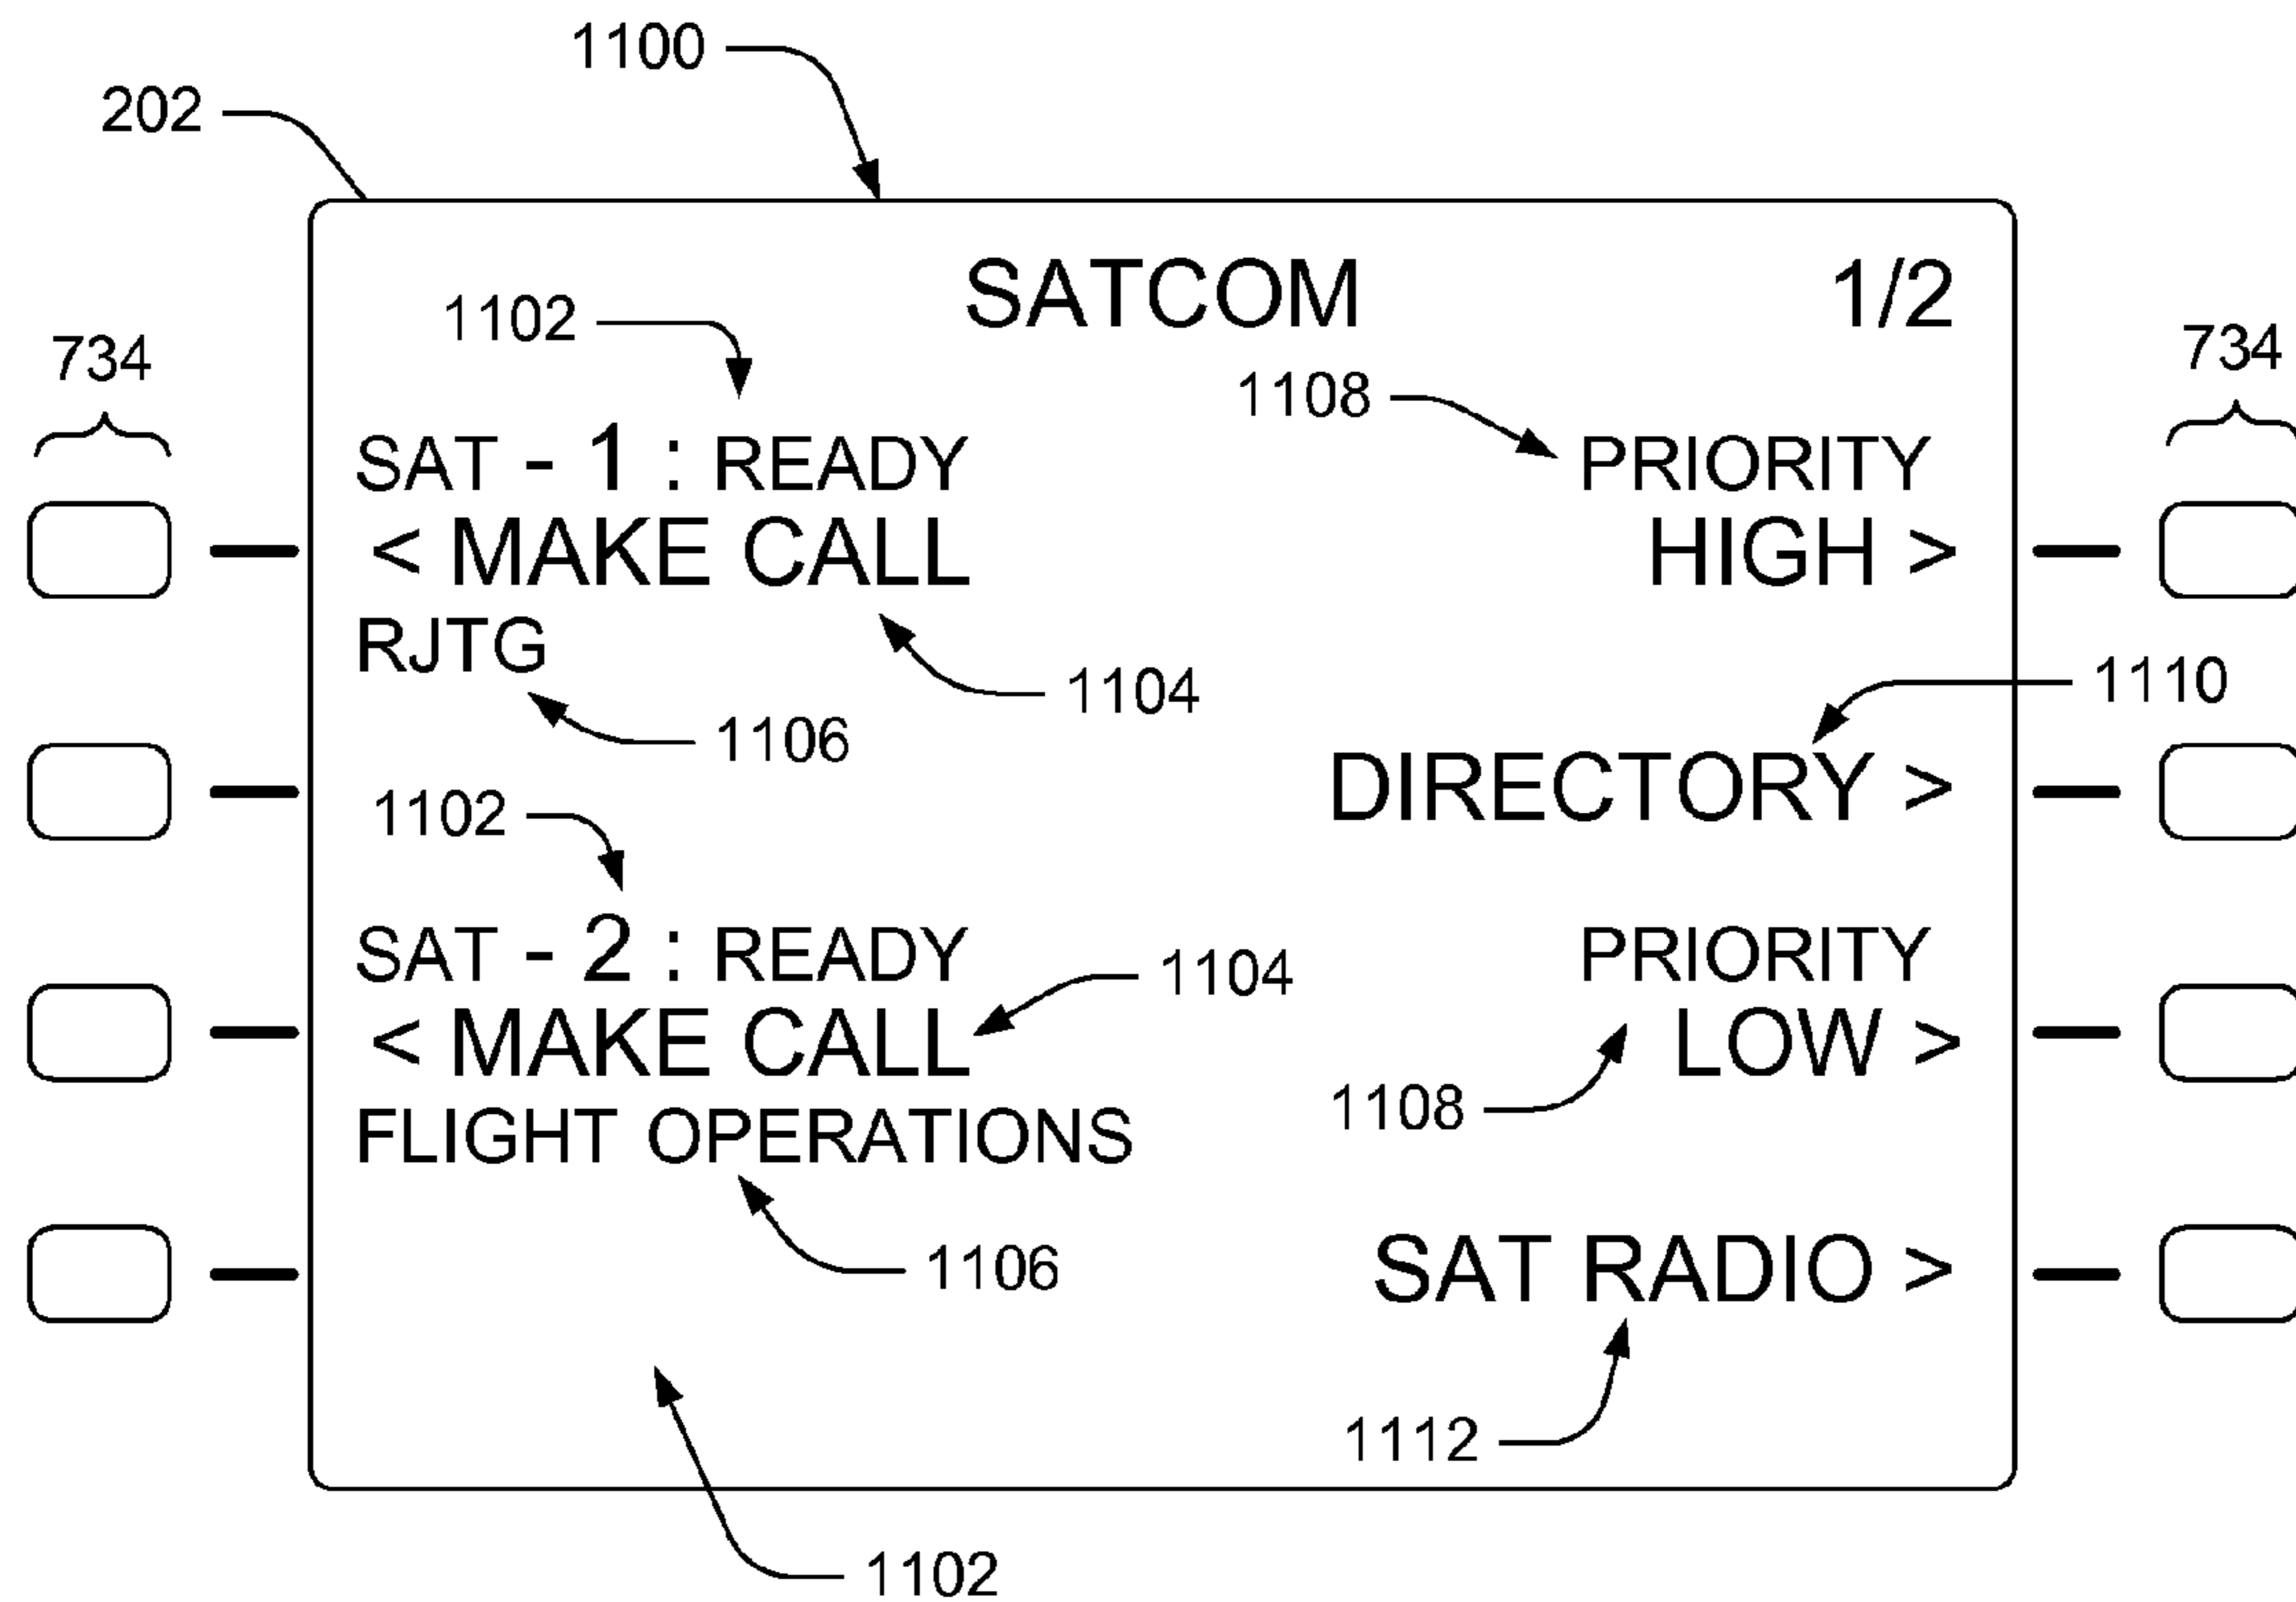 1100
202
SATCOM 1/2
1102
734
734
1108
SAT - 1 : READY
PRIORITY
< MAKE CALL
HIGH >
RJTG
1104
1110
1106
DIRECTORY >
1102
SAT - 2 : READY
PRIORITY
1104
< MAKE CALL
LOW >
1108
FLIGHT OPERATIONS
1106
SAT RADIO >
1112
1102